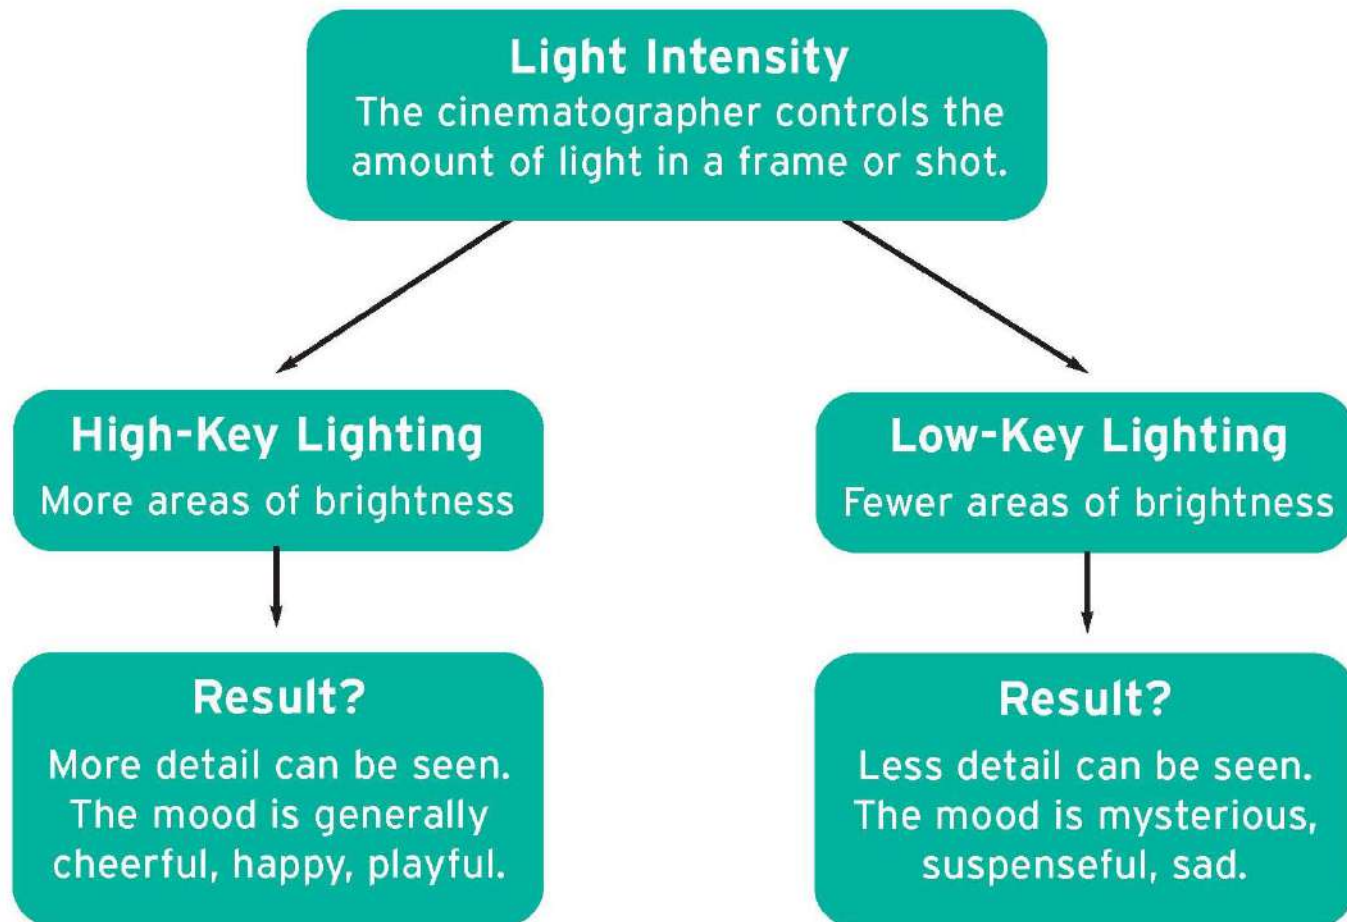 Light Intensity
The cinematographer controls the
amount of light in a frame or shot.
High-Key Lighting
More areas of brightness
Low-Key Lighting
Fewer areas of brightness
Result?
More detail can be seen.
The mood is generally
cheerful, happy, playful.
Result?
Less detail can be seen.
The mood is mysterious,
suspenseful, sad.